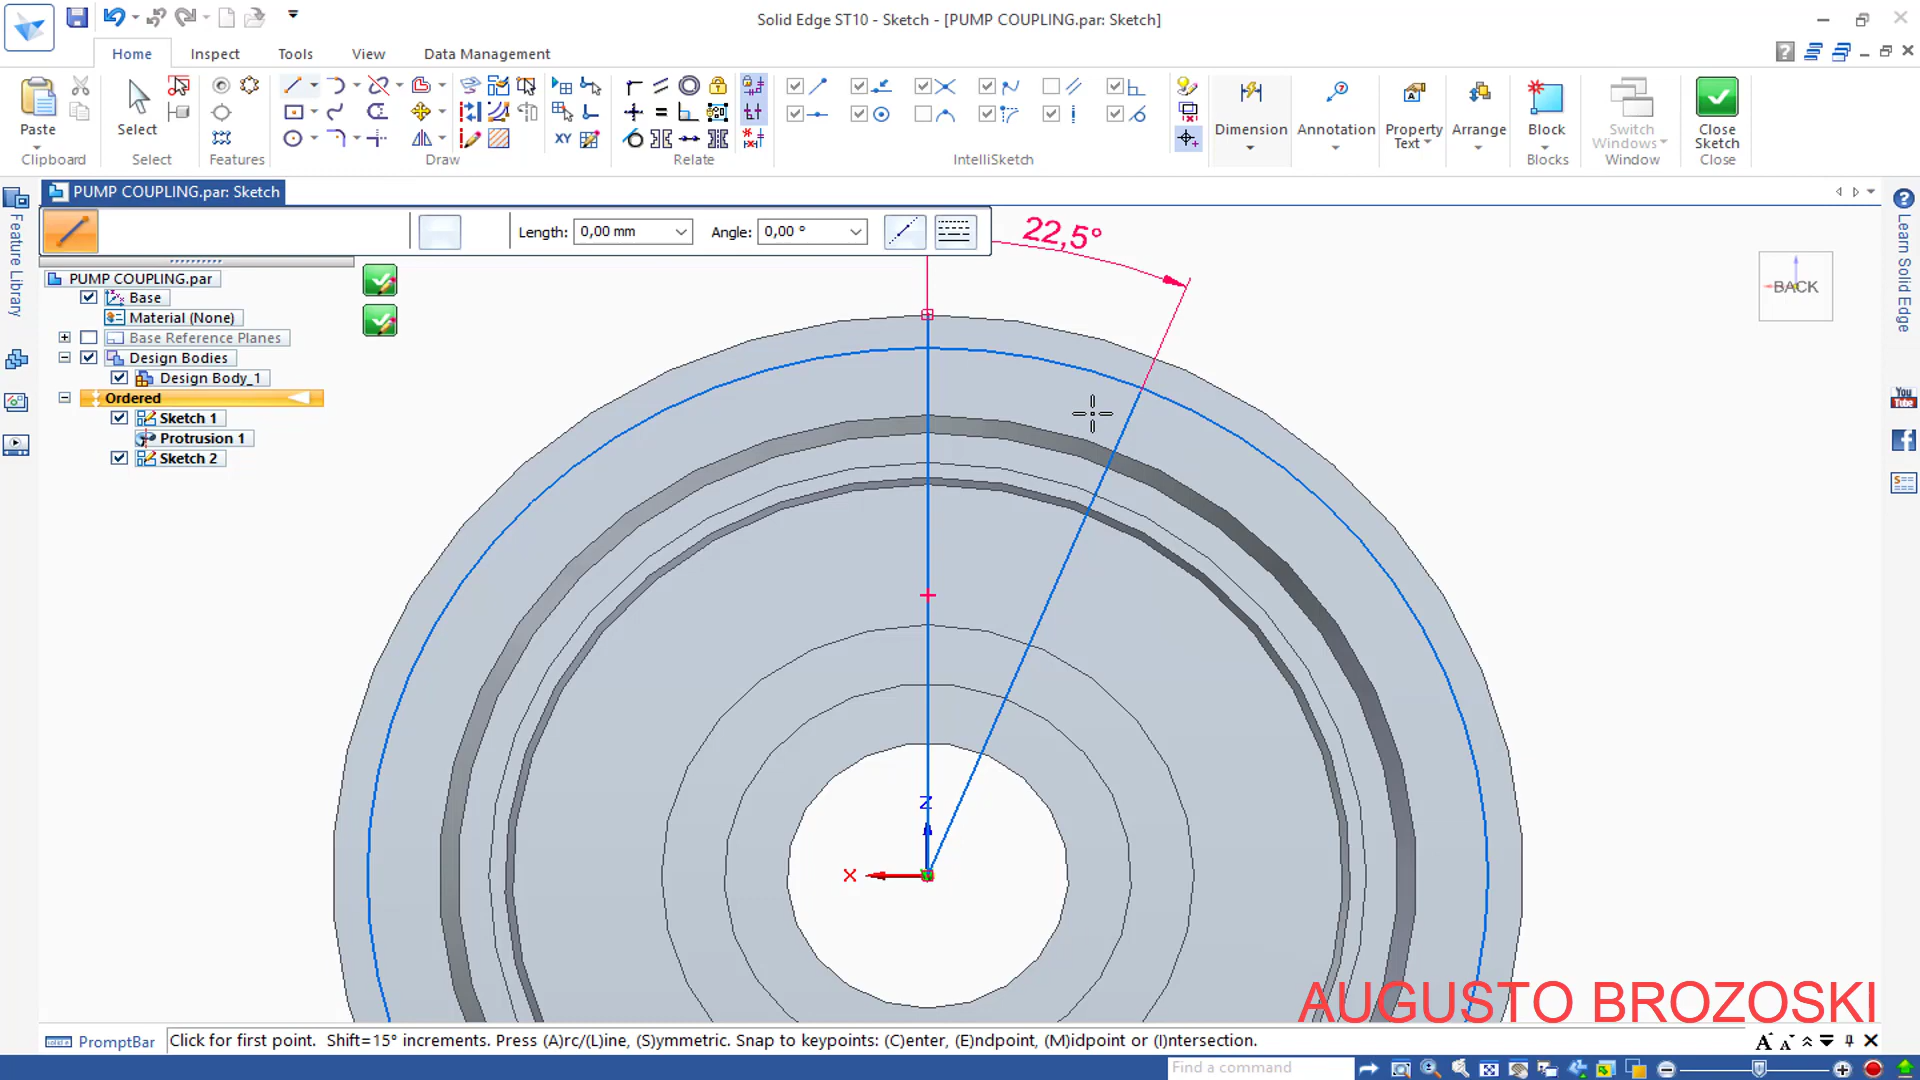 Solid Edge ST10 - Sketch - [PUMP COUPLING.par: Sketch]
Home
Inspect
Tools
View
Data Management
Paste
Select
XY
Dimension
Annotation
Property
Text
Arrange
Block
Switch
Windows
Close
Sketch
Clipboard
Select
Features
Draw
Relate
IntelliSketch
Blocks
Window
Close
PUMP COUPLING.par: Sketch
Length:
0,00 mm
Angle:
0,00 °
22,5°
Feature Library
Learn Solid Edge
PUMP COUPLING.par
Base
Material (None)
Base Reference Planes
Design Bodies
Design Body_1
Ordered
Sketch 1
Protrusion 1
Sketch 2
BACK
You
Tube
Z
X
AUGUSTO BROZOSKI
PromptBar
Click for first point. Shift=15° increments. Press (A)rc/(L)ine, (S)ymmetric. Snap to keypoints: (C)enter, (E)ndpoint, (M)idpoint or (I)ntersection.
Find a command